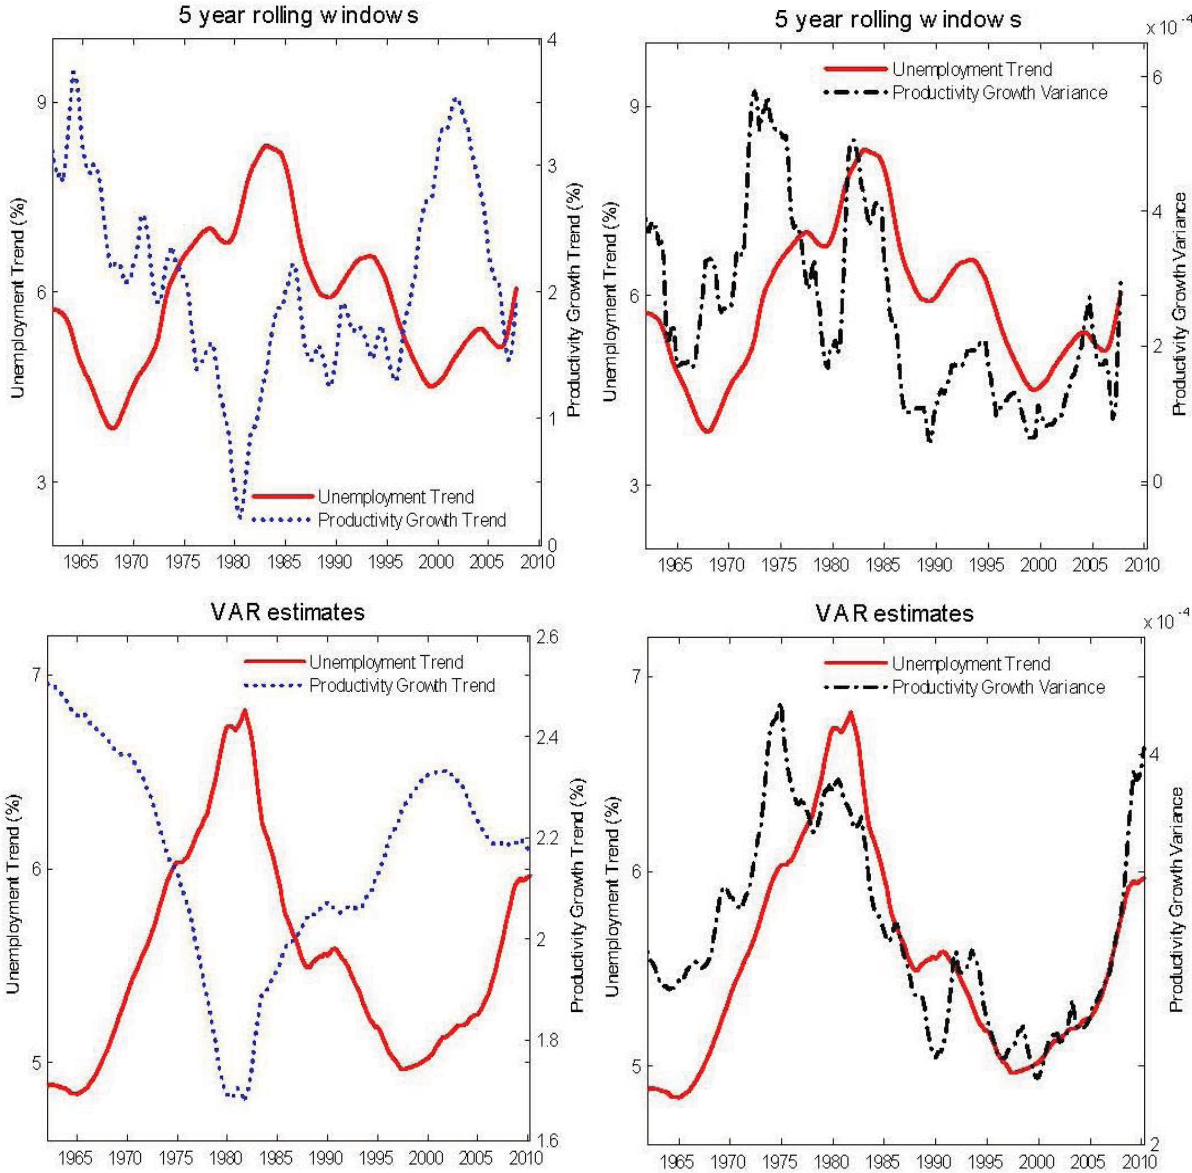 5 year rolling windows
9
6
3
4
3
2
1
0
Unemployment Trend (%)
Productivity Growth Trend (%)
Unemployment Trend
Productivity Growth Trend
1965 1970 1975 1980 1985 1990 1995 2000 2005 2010
5 year rolling windows
x 10⁻⁴
9
6
3
6
4
2
0
Unemployment Trend (%)
Productivity Growth Variance
Unemployment Trend
Productivity Growth Variance
1965 1970 1975 1980 1985 1990 1995 2000 2005 2010
VAR estimates
7
6
5
2.6
2.4
2.2
2
1.8
1.6
Unemployment Trend (%)
Productivity Growth Trend (%)
Unemployment Trend
Productivity Growth Trend
1965 1970 1975 1980 1985 1990 1995 2000 2005 2010
VAR estimates
x 10⁻⁴
7
6
5
4
2
Unemployment Trend (%)
Productivity Growth Variance
Unemployment Trend
Productivity Growth Variance
1965 1970 1975 1980 1985 1990 1995 2000 2005 2010